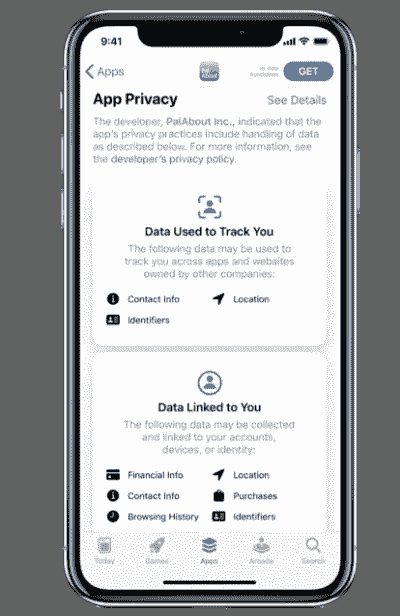 9:41
Apps
Pal
About
In-App
Purchases
GET
App Privacy
See Details
The developer, PalAbout Inc., indicated that the
app's privacy practices include handling of data
as described below. For more information, see
the developer's privacy policy.
Data Used to Track You
The following data may be used to
track you across apps and websites
owned by other companies:
Contact Info
Location
Identifiers
Data Linked to You
The following data may be collected
and linked to your accounts,
devices, or identity:
Financial Info
Location
Contact Info
Purchases
Browsing History
Identifiers
Today
Games
Apps
Arcade
Search